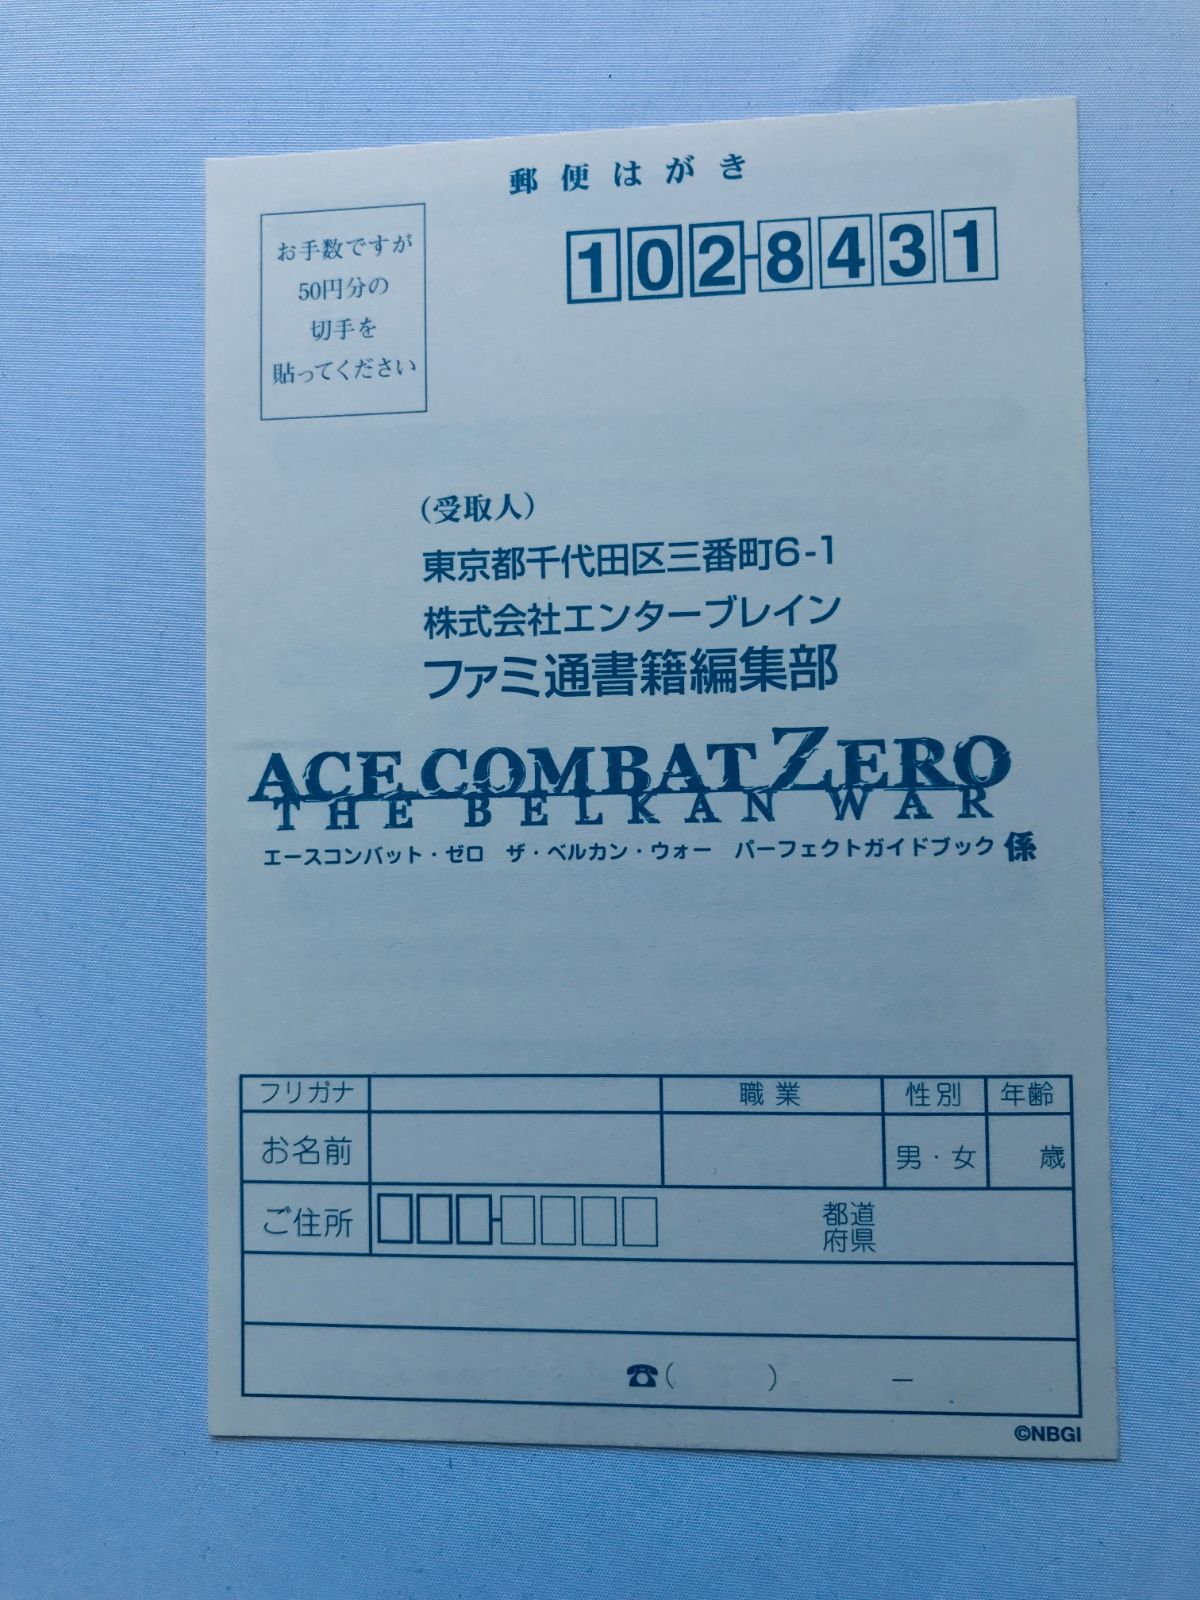 郵便はがき
お手数ですが
50円分の
切手を
貼ってください
102-8431
(受取人)
東京都千代田区三番町6-1
株式会社エンターブレイン
ファミ通書籍編集部
ACE COMBAT ZERO
THE BELKAN WAR
エースコンバット・ゼロ ザ・ベルカン・ウォー パーフェクトガイドブック 係
フリガナ 職業 性別 年齢
お名前 男・女 歳
ご住所 - 都道
府県
☎( ) －
©NBGI